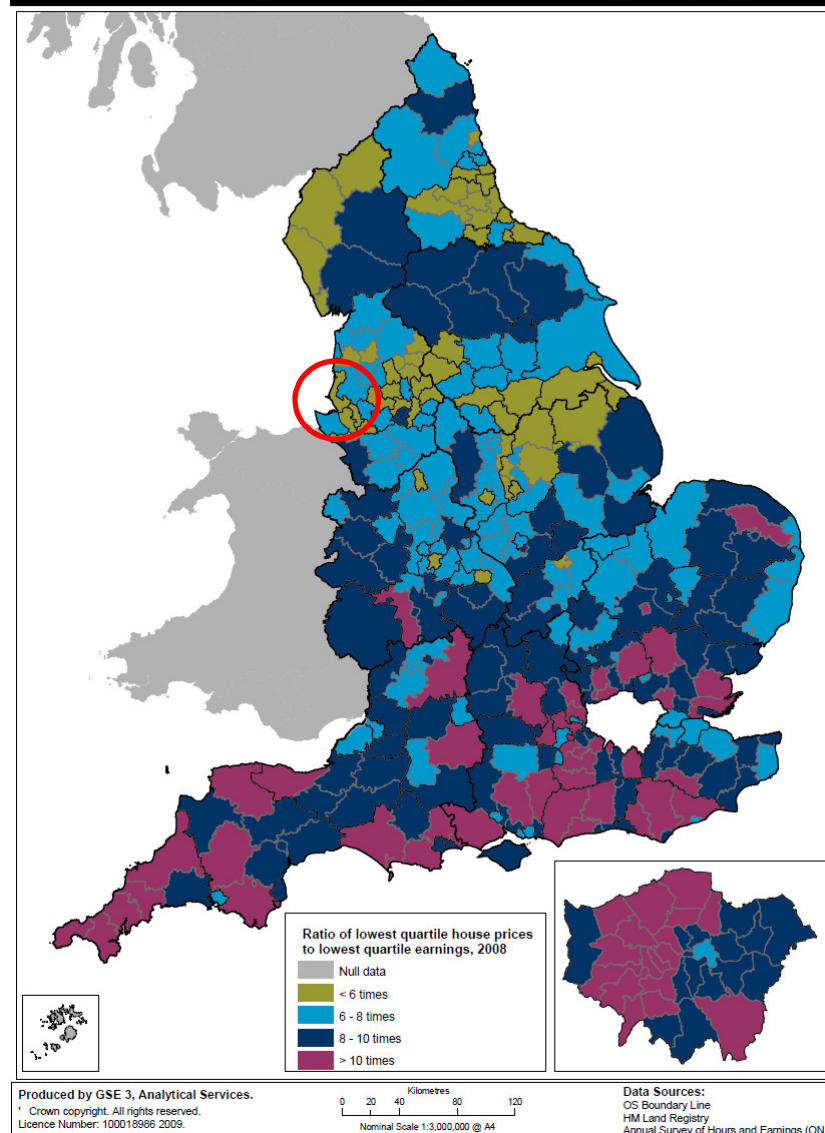 Ratio of lowest quartile house prices
to lowest quartile earnings, 2008
Null data
< 6 times
6 - 8 times
8 - 10 times
> 10 times
Produced by GSE 3, Analytical Services.
' Crown copyright. All rights reserved.
Licence Number: 100018986 2009.
Kilometres
0 20 40 80 120
Nominal Scale 1:3,000,000 @ A4
Data Sources:
OS Boundary Line
HM Land Registry
Annual Survey of Hours and Earnings (ON